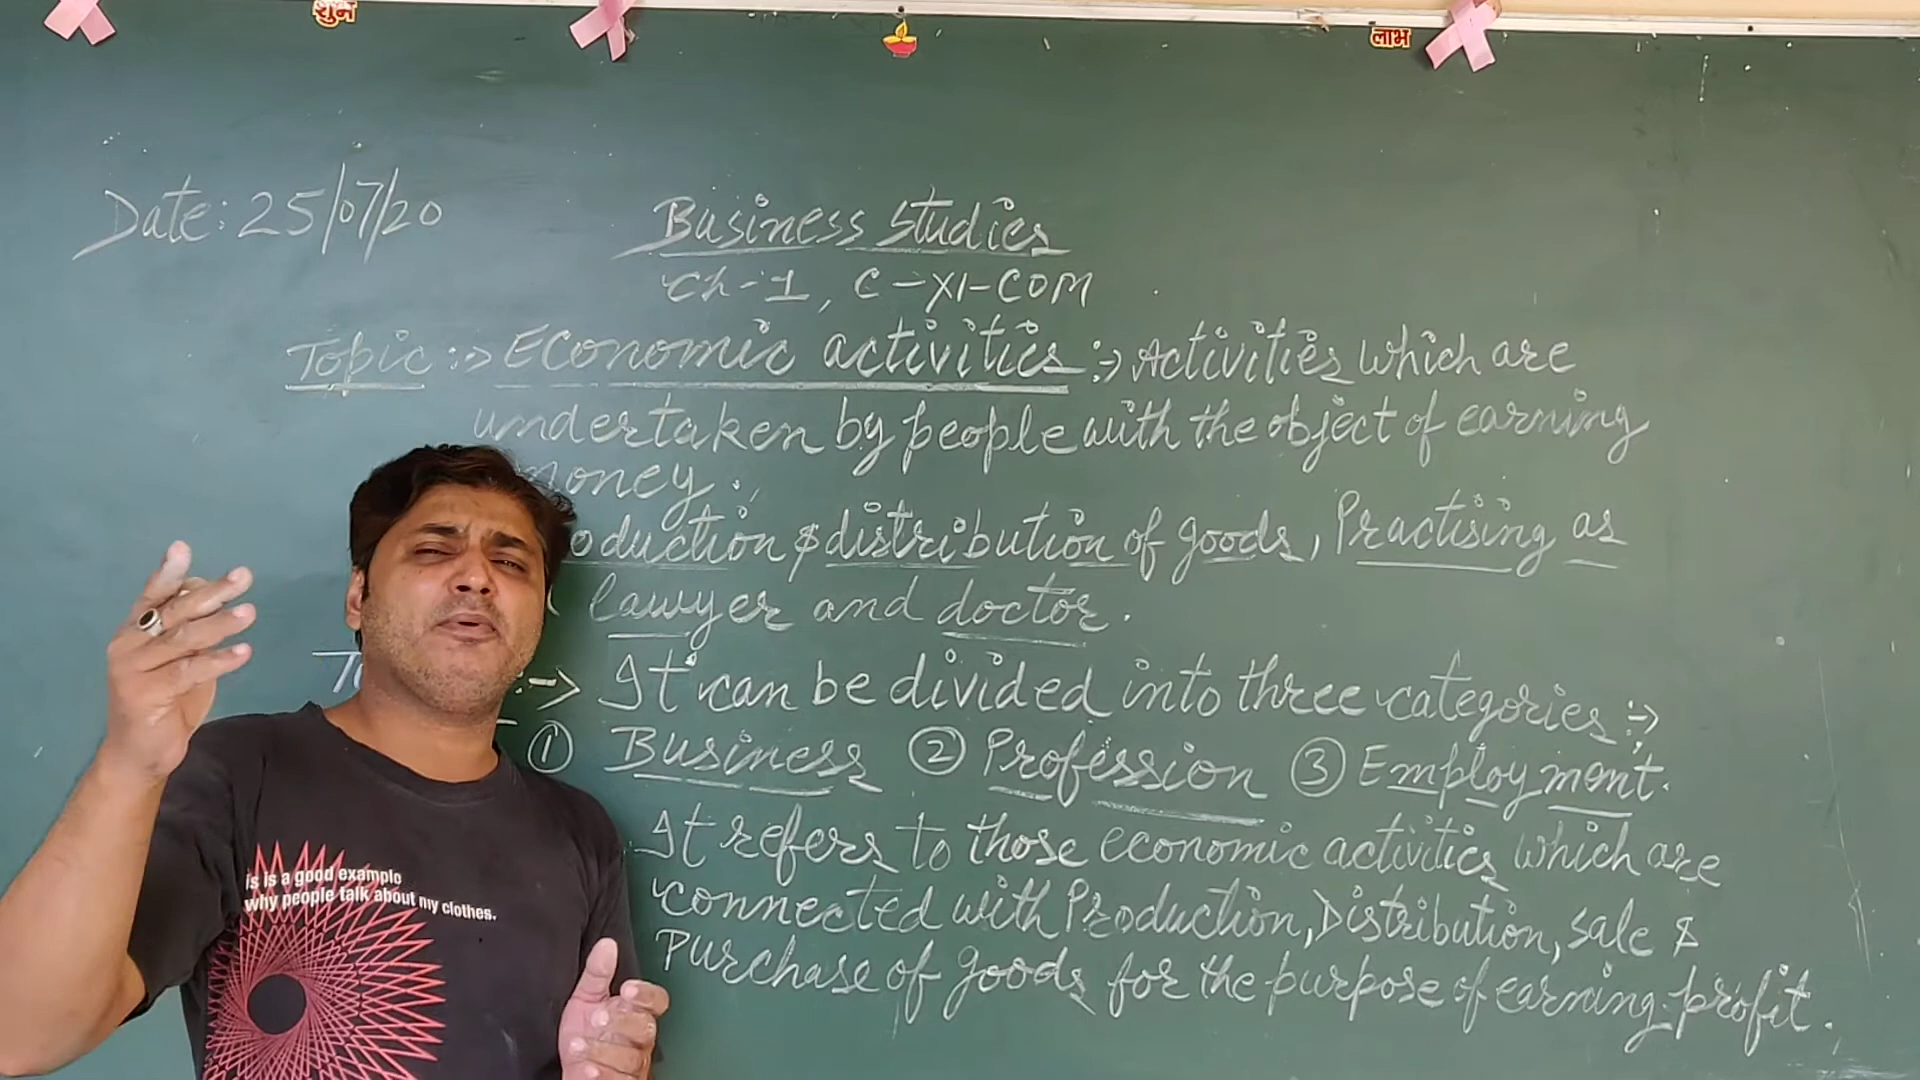 शुभ
लाभ
Date: 25/07/20
Business Studies
Ch-1, C-XI-COM
Topic :-> Economic activities :-> Activities which are
undertaken by people with the object of earning
money.
oduction & distribution of goods, Practising as
lawyer and doctor.
:-> It can be divided into three categories :->
① Business ② Profession ③ Employment.
It refers to those economic activities which are
connected with Production, Distribution, sale &
Purchase of goods for the purpose of earning profit.
is is a good example
why people talk about my clothes.